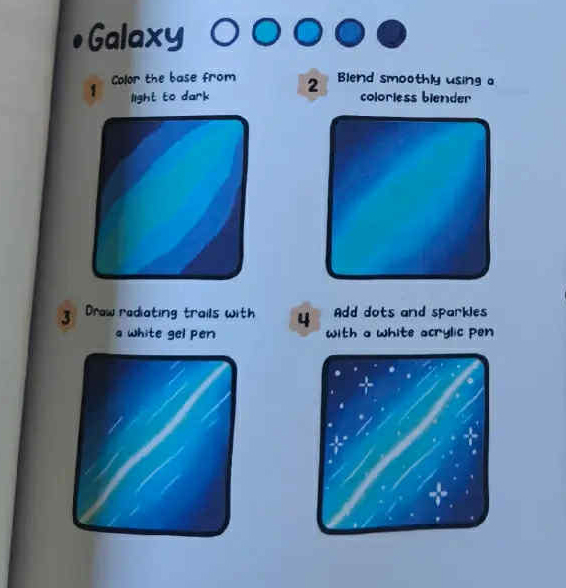 • Galaxy
1
Color the base from
light to dark
2
Blend smoothly using a
colorless blender
3
Draw radiating trails with
a white gel pen
4
Add dots and sparkles
with a white acrylic pen